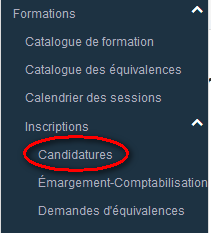 Formations
Catalogue de formation
Catalogue des équivalences
Calendrier des sessions
Inscriptions
Candidatures
Émargement-Comptabilisation
Demandes d'équivalences